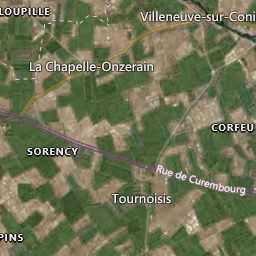 LOUPILLE
Villeneuve-sur-Coni
La Chapelle-Onzerain
CORFEU
SORENCY
Rue de Curembourg
Tournoisis
PINS